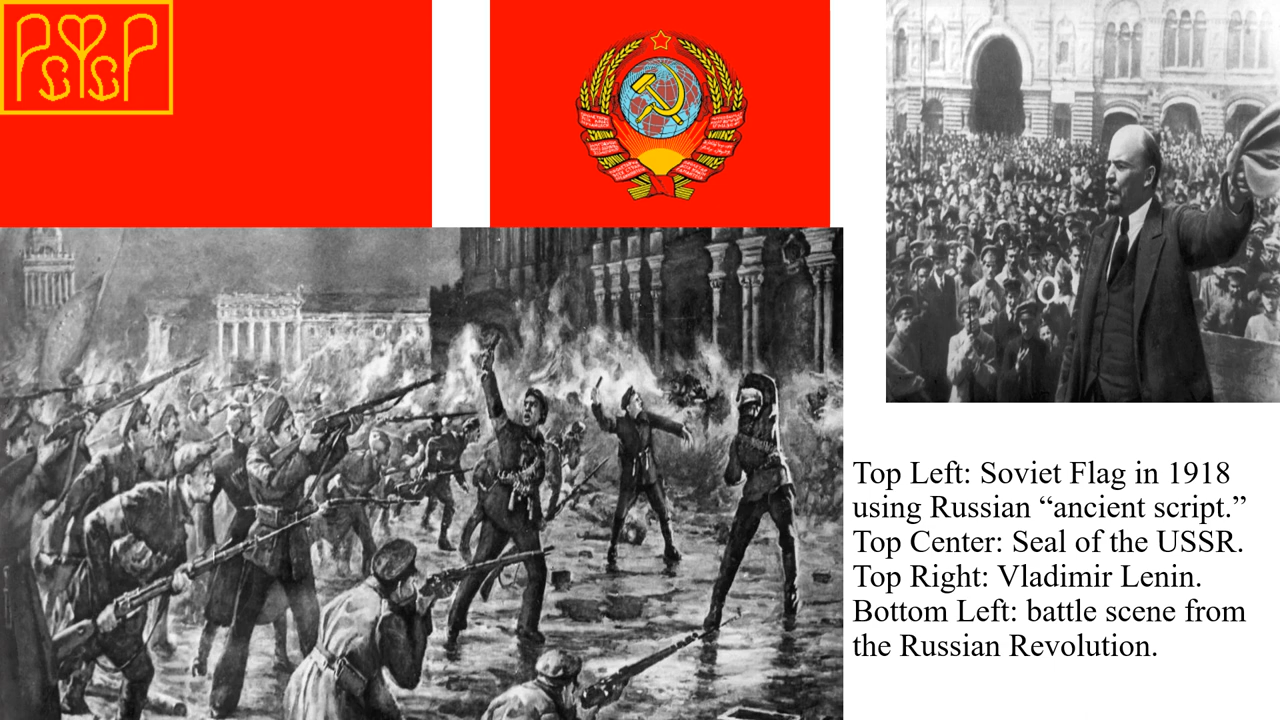 РСФСР
Top Left: Soviet Flag in 1918
using Russian “ancient script.”
Top Center: Seal of the USSR.
Top Right: Vladimir Lenin.
Bottom Left: battle scene from
the Russian Revolution.